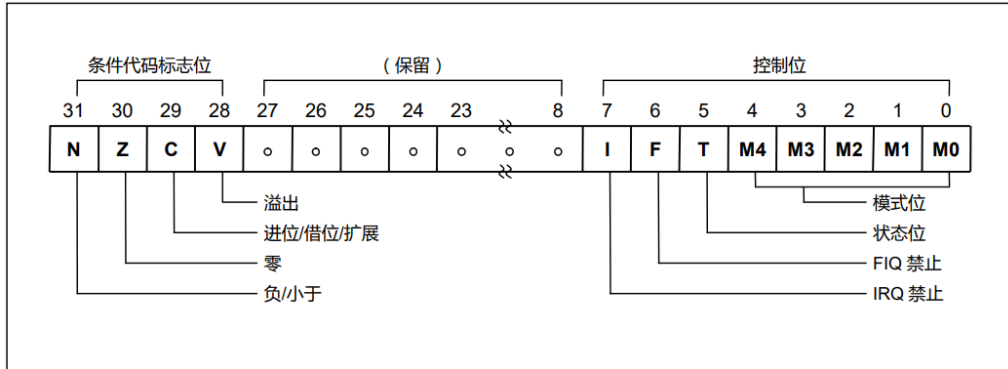 条件代码标志位 （保留） 控制位
31 30 29 28 27 26 25 24 23 8 7 6 5 4 3 2 1 0
N Z C V I F T M4 M3 M2 M1 M0
溢出 模式位
进位/借位/扩展 状态位
零 FIQ 禁止
负/小于 IRQ 禁止